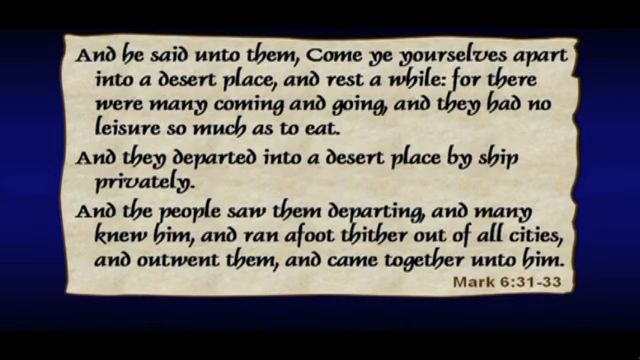 And he said unto them, Come ye yourselves apart
into a desert place, and rest a while: for there
were many coming and going, and they had no
leisure so much as to eat.
And they departed into a desert place by ship
privately.
And the people saw them departing, and many
knew him, and ran afoot thither out of all cities,
and outwent them, and came together unto him.
Mark 6:31-33